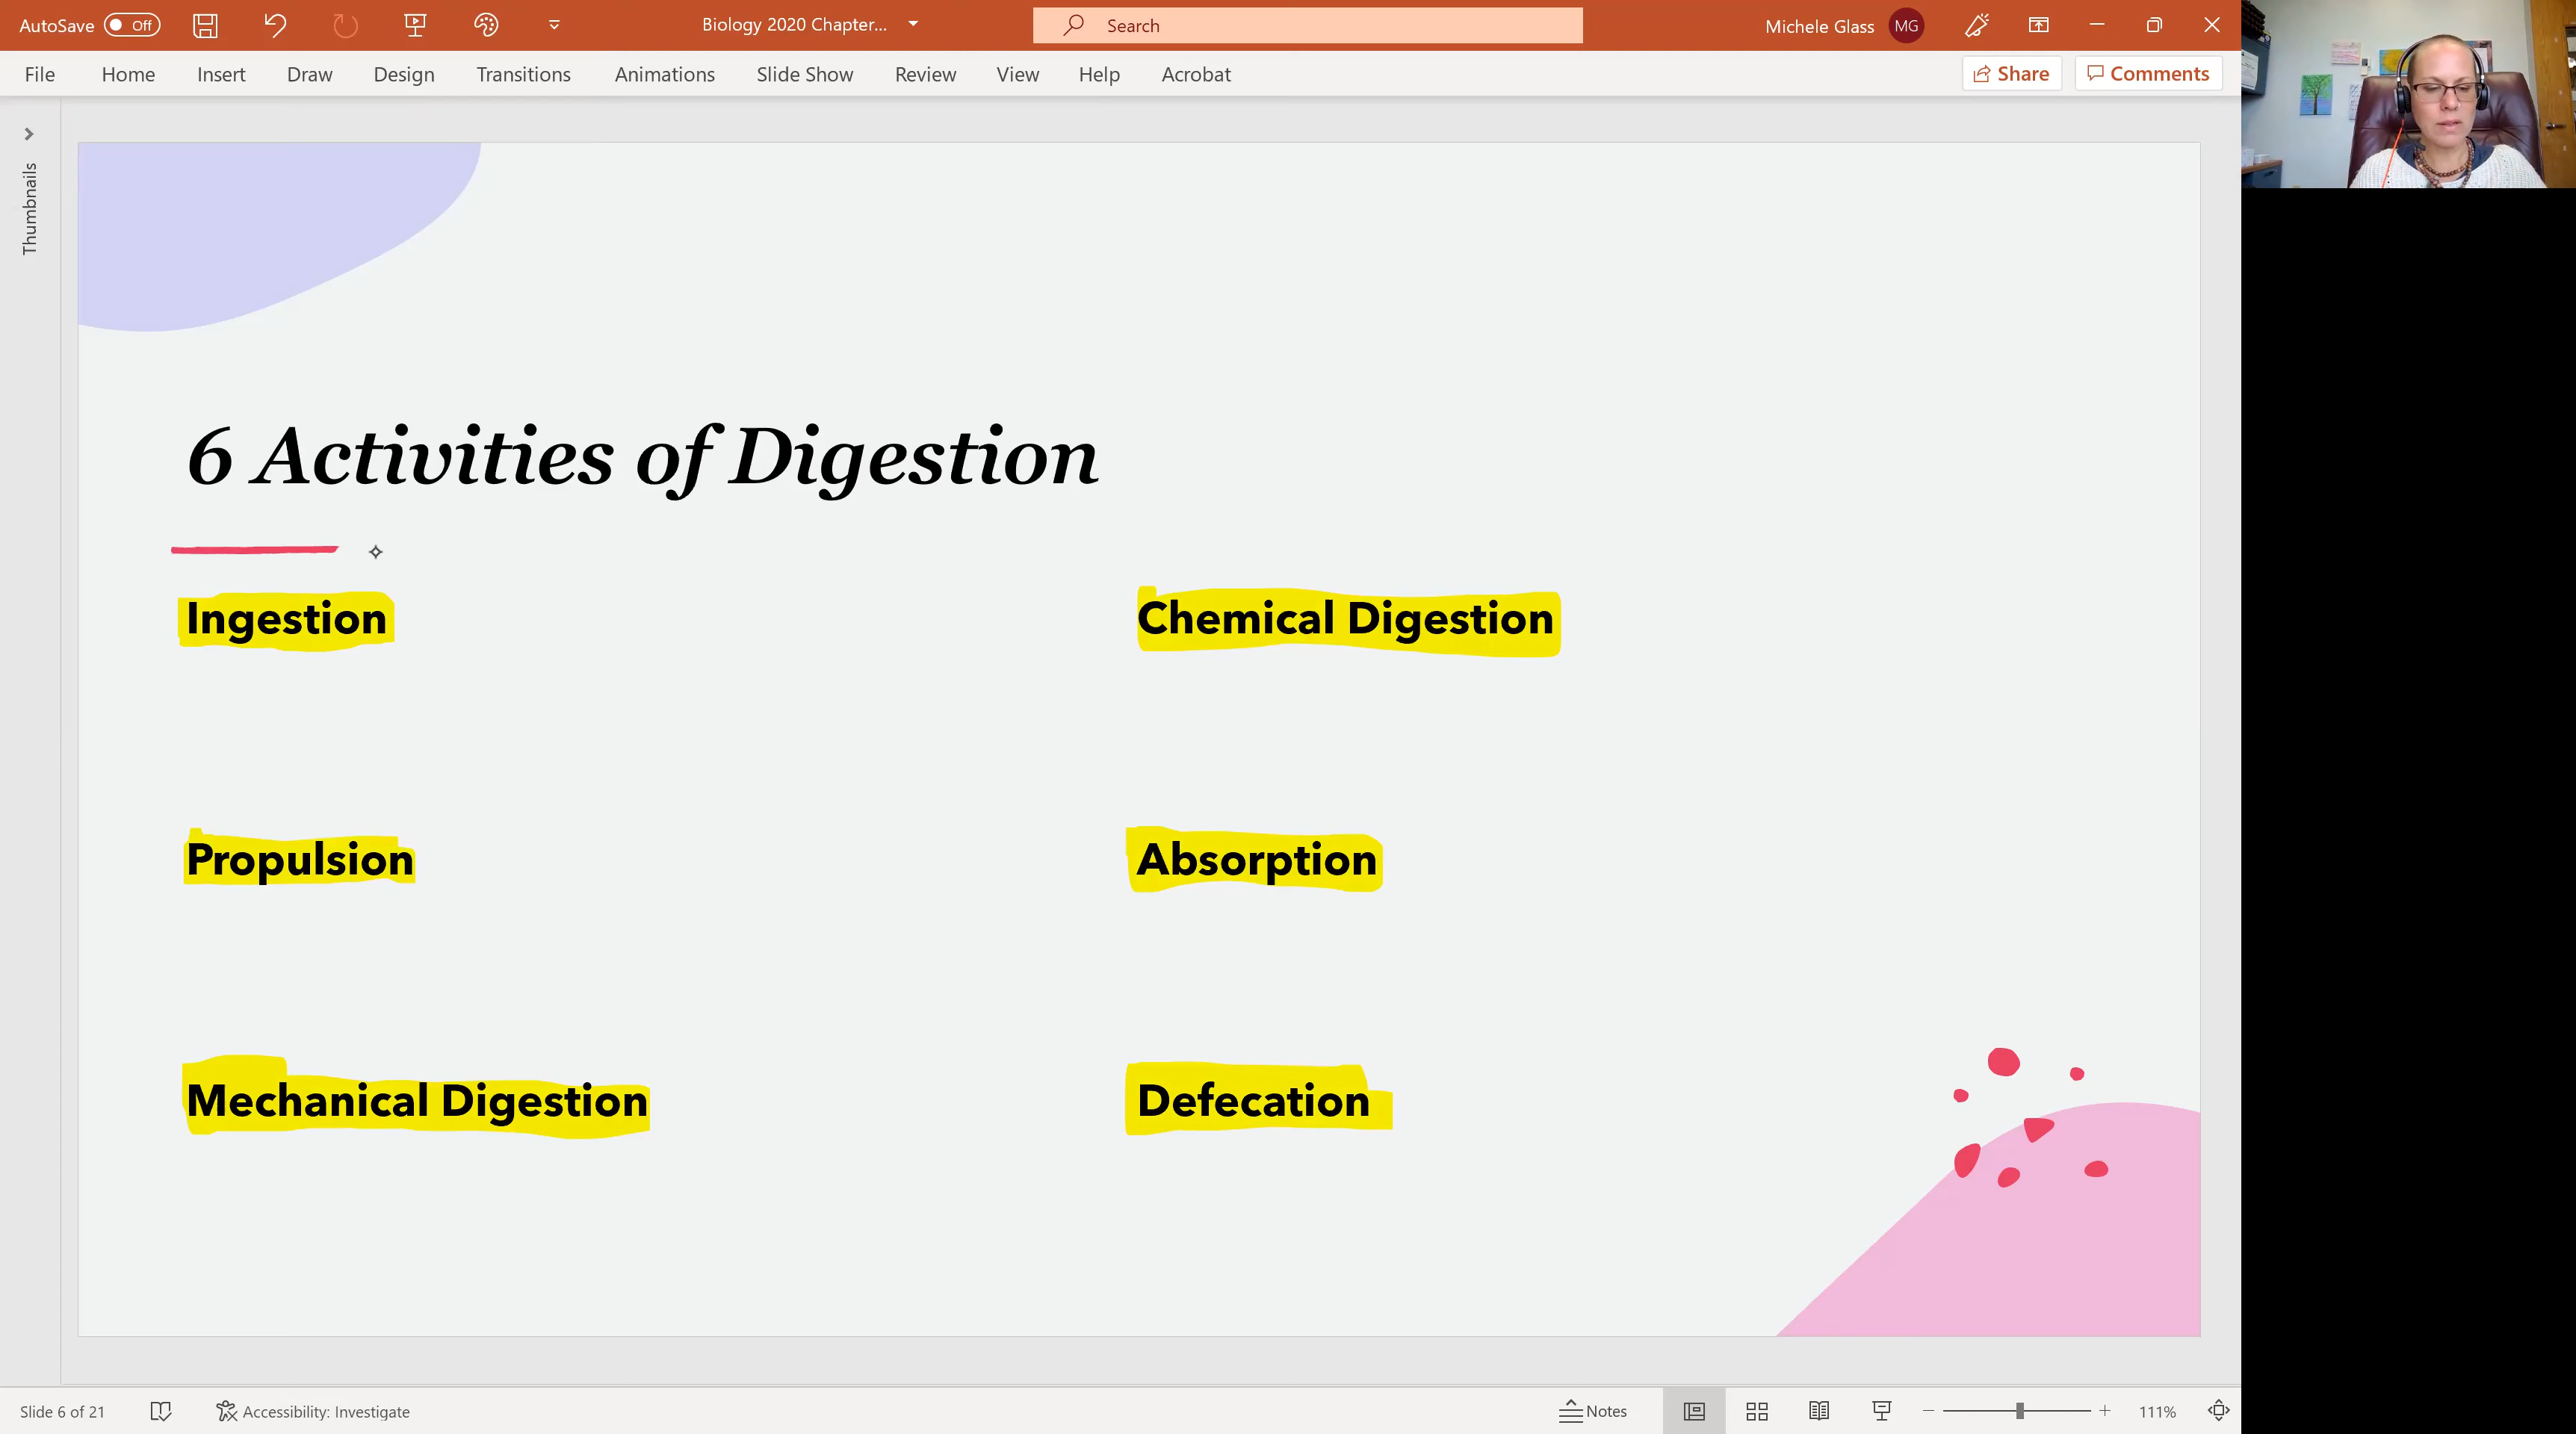 AutoSave Off
Biology 2020 Chapter...
Search
Michele Glass MG
File Home Insert Draw Design Transitions Animations Slide Show Review View Help Acrobat
Share Comments
Thumbnails
6 Activities of Digestion
Ingestion
Chemical Digestion
Propulsion
Absorption
Mechanical Digestion
Defecation
Slide 6 of 21
Accessibility: Investigate
Notes
111%